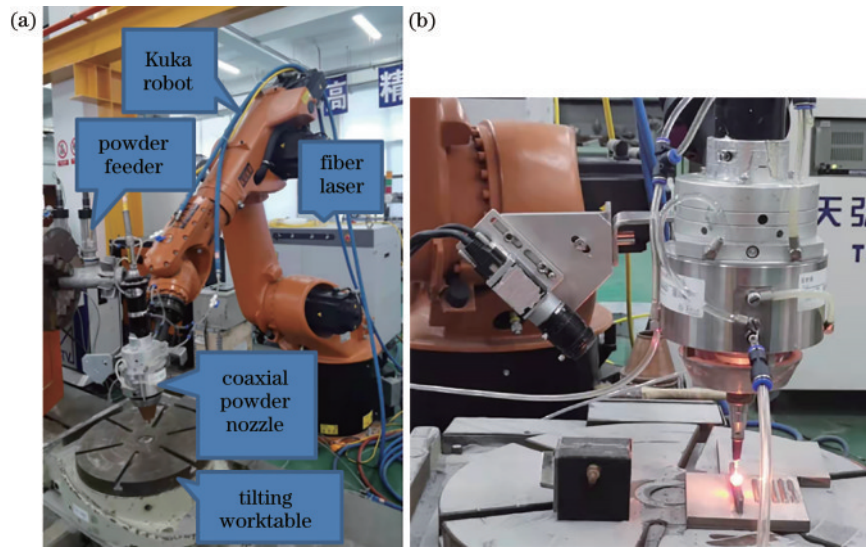 (a)
(b)
Kuka
robot
高
精
powder
feeder
fiber
laser
天弘
T
coaxial
powder
nozzle
tilting
worktable